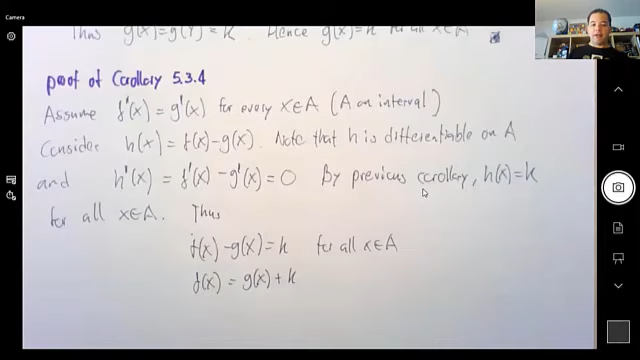 Camera
Thus g(x)=g(y)=k. Hence g(x)=k for all x∈A
proof of Corollary 5.3.4
Assume f'(x) = g'(x) for every x∈A (A an interval)
Consider h(x) = f(x)-g(x). Note that h is differentiable on A
and h'(x) = f'(x) - g'(x) = 0 By previous corollary, h(x)=k
for all x∈A. Thus
f(x) - g(x) = k for all x∈A
f(x) = g(x) + k